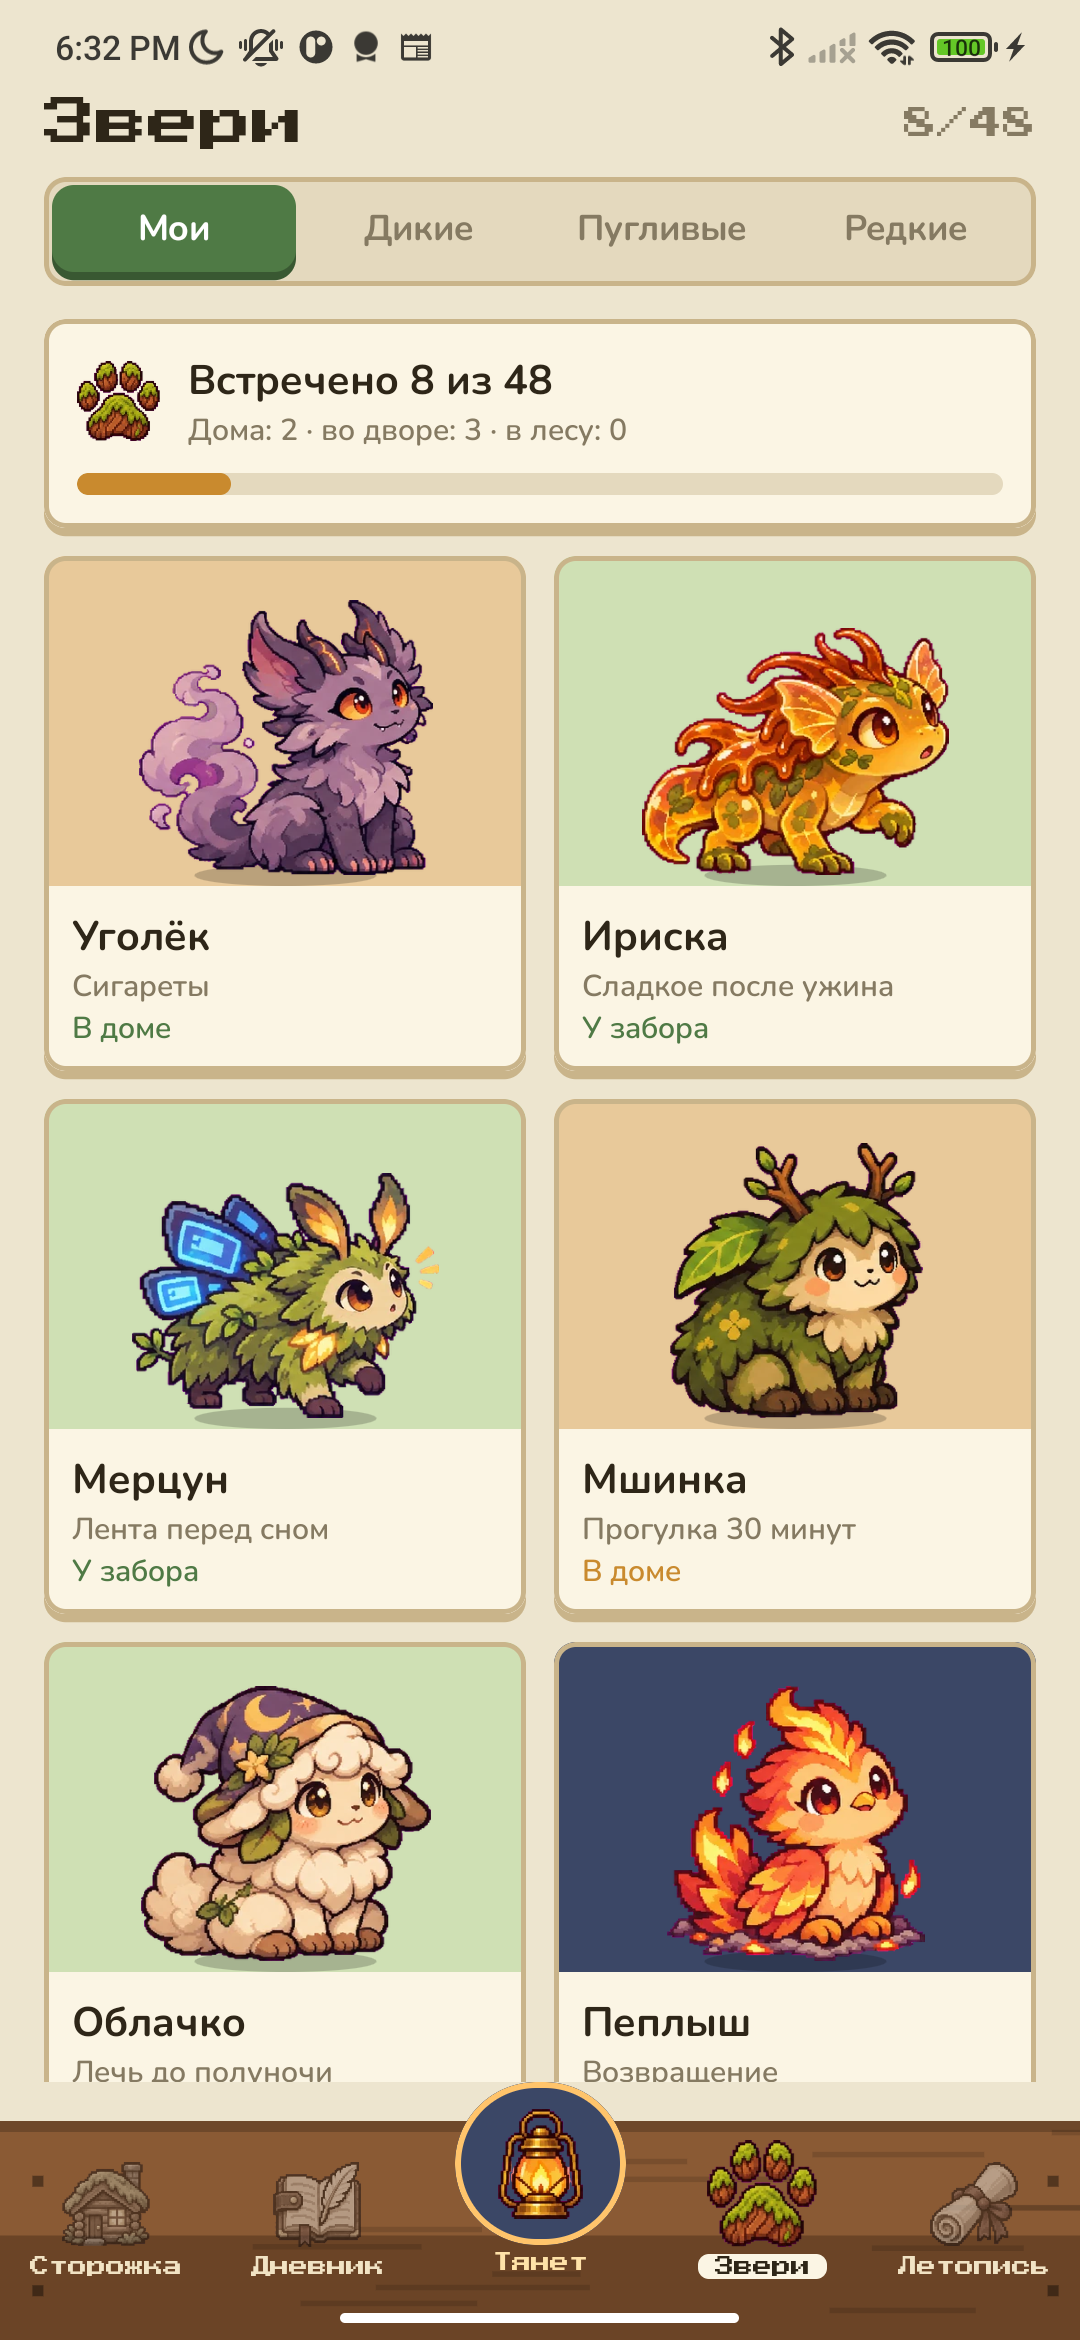 6:32 PM
100
Звери
8/48
Мои Дикие Пугливые Редкие
Встречено 8 из 48
Дома: 2 · во дворе: 3 · в лесу: 0
Уголёк
Сигареты
В доме
Ириска
Сладкое после ужина
У забора
Мерцун
Лента перед сном
У забора
Мшинка
Прогулка 30 минут
В доме
Облачко
Лечь до полуночи
Пеплыш
Возвращение
Сторожка Дневник Тянет Звери Летопись